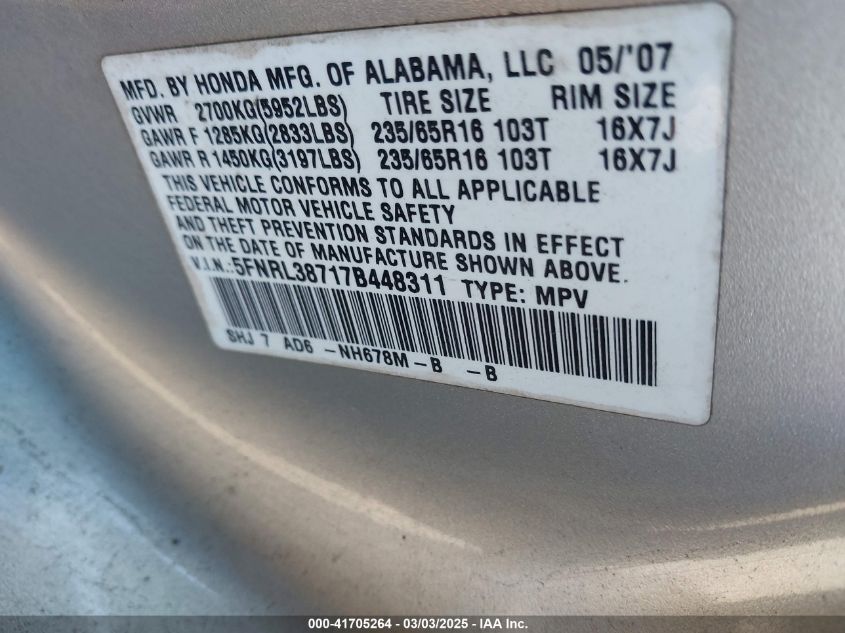 MFD. BY HONDA MFG. OF ALABAMA, LLC 05/'07
GVWR 2700KG(5952LBS) TIRE SIZE RIM SIZE
GAWR F 1285KG(2833LBS) 235/65R16 103T 16X7J
GAWR R 1450KG(3197LBS) 235/65R16 103T 16X7J
THIS VEHICLE CONFORMS TO ALL APPLICABLE
FEDERAL MOTOR VEHICLE SAFETY
AND THEFT PREVENTION STANDARDS IN EFFECT
ON THE DATE OF MANUFACTURE SHOWN ABOVE.
V.I.N.:5FNRL38717B448311 TYPE: MPV
SHJ 7 AD6 -NH678M-B -B
000-41705264 - 03/03/2025 - IAA Inc.